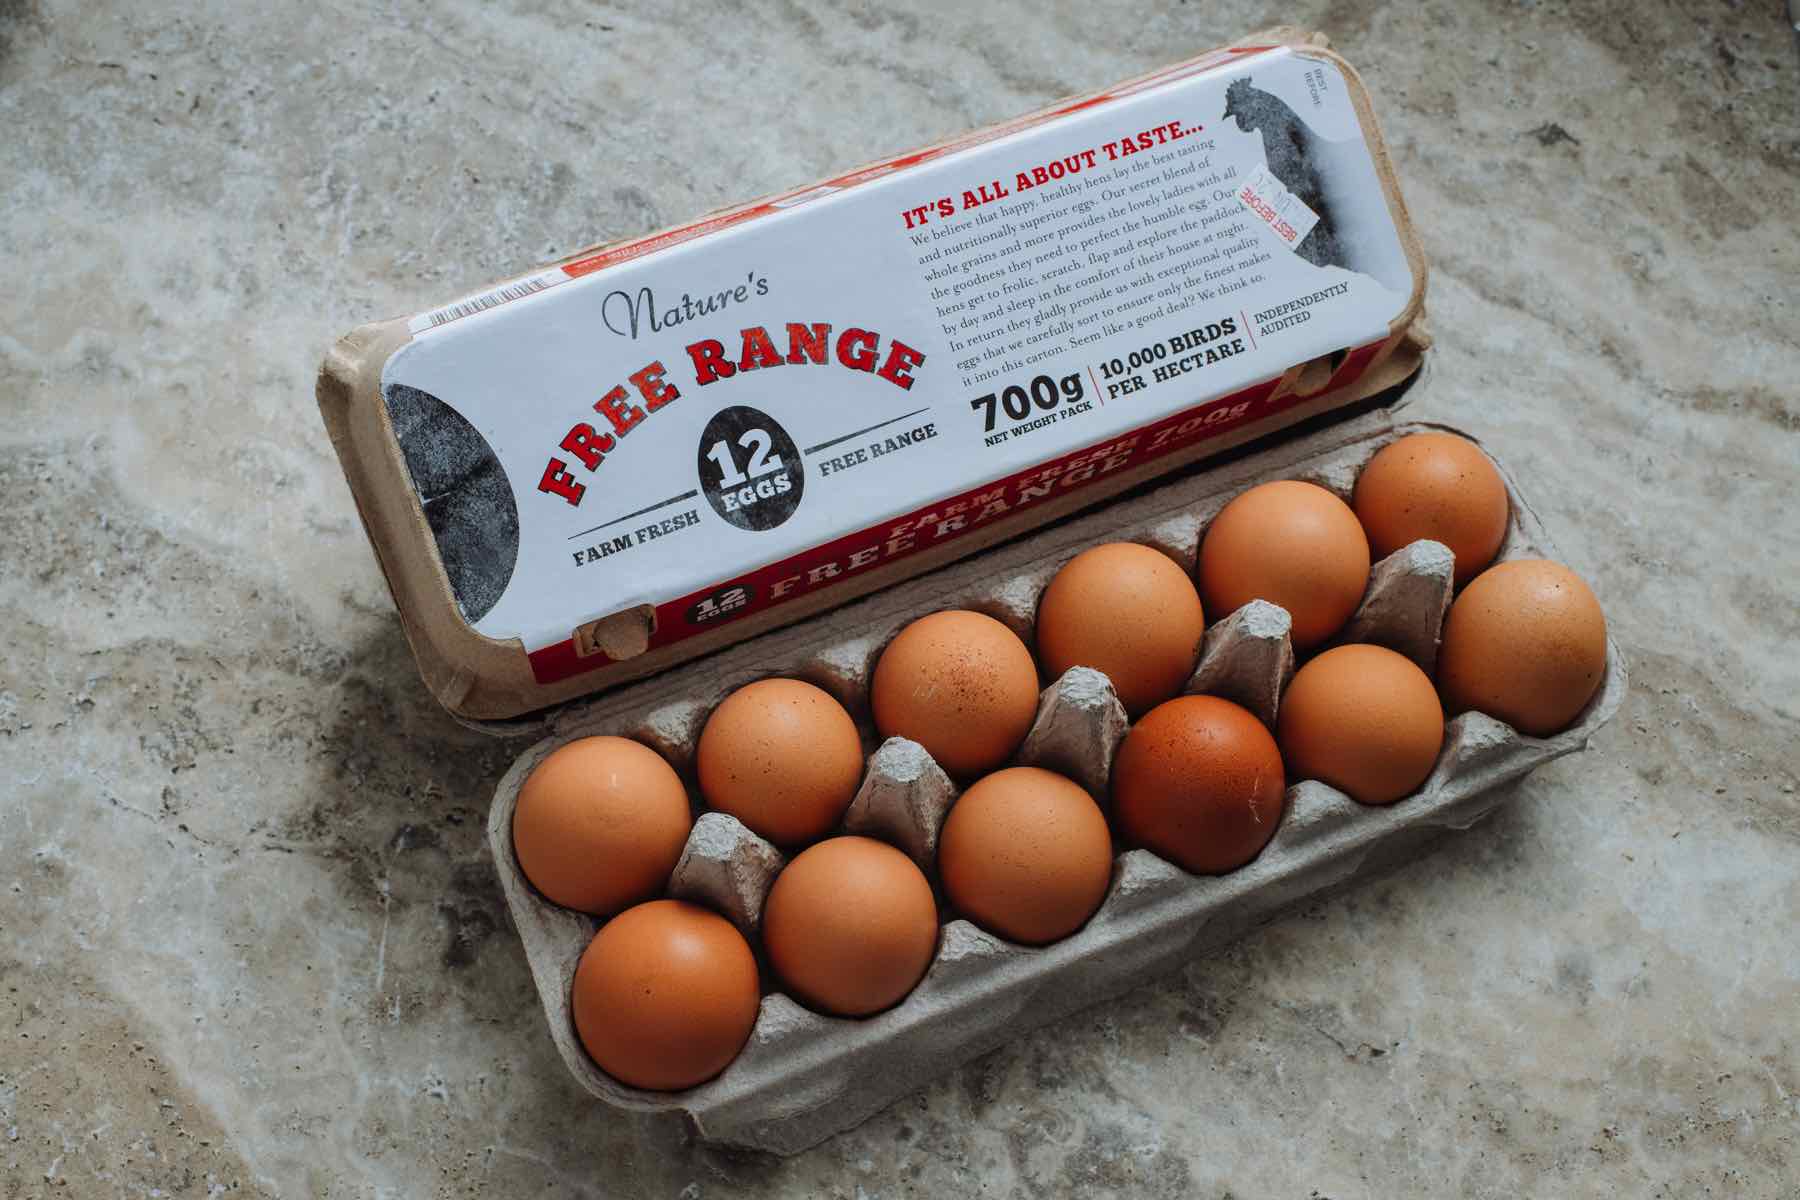 Nature's
FREE RANGE
12
EGGS
FARM FRESH
FREE RANGE
IT'S ALL ABOUT TASTE...
We believe that happy, healthy hens lay the best tasting
and nutritionally superior eggs. Our secret blend of
whole grains and more provides the lovely ladies with all
the goodness they need to perfect the humble egg. Our
hens get to frolic, scratch, flap and explore the paddock
by day and sleep in the comfort of their house at night.
In return they gladly provide us with exceptional quality
eggs that we carefully sort to ensure only the finest makes
it into this carton. Seem like a good deal? We think so.
700g
NET WEIGHT PACK
10,000 BIRDS
PER HECTARE
INDEPENDENTLY
AUDITED
BEST
BEFORE:
BEST BEFORE
12
EGGS
FARM FRESH 700g
FREE RANGE